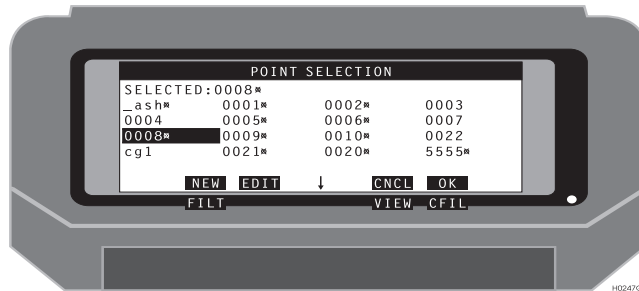 POINT SELECTION
SELECTED:0008¤
_ash¤ 0001¤ 0002¤ 0003
0004 0005¤ 0006¤ 0007
0008¤ 0009¤ 0010¤ 0022
cg1 0021¤ 0020¤ 5555¤
NEW EDIT ↓ CNCL OK
FILT VIEW CFIL